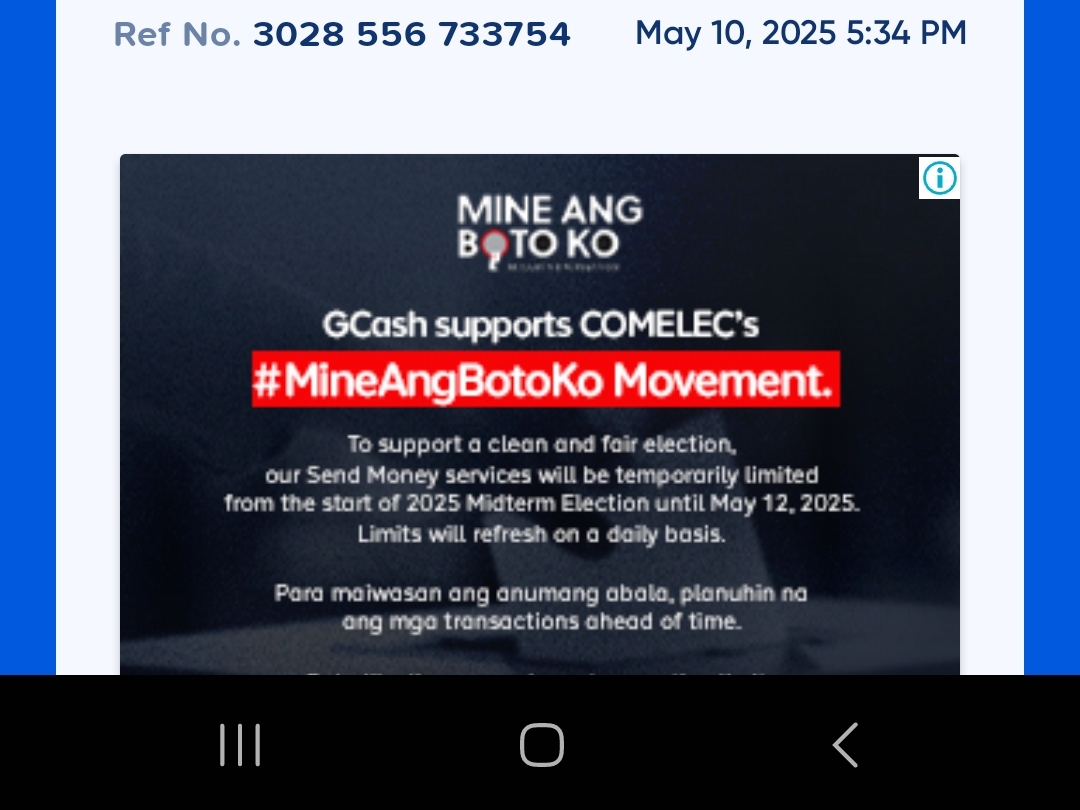 Ref No. 3028 556 733754 May 10, 2025 5:34 PM
MINE ANG
BOTO KO
GCash supports COMELEC's
#MineAngBotoKo Movement.
To support a clean and fair election,
our Send Money services will be temporarily limited
from the start of 2025 Midterm Election until May 12, 2025.
Limits will refresh on a daily basis.
Para maiwasan ang anumang abala, planuhin na
ang mga transactions ahead of time.